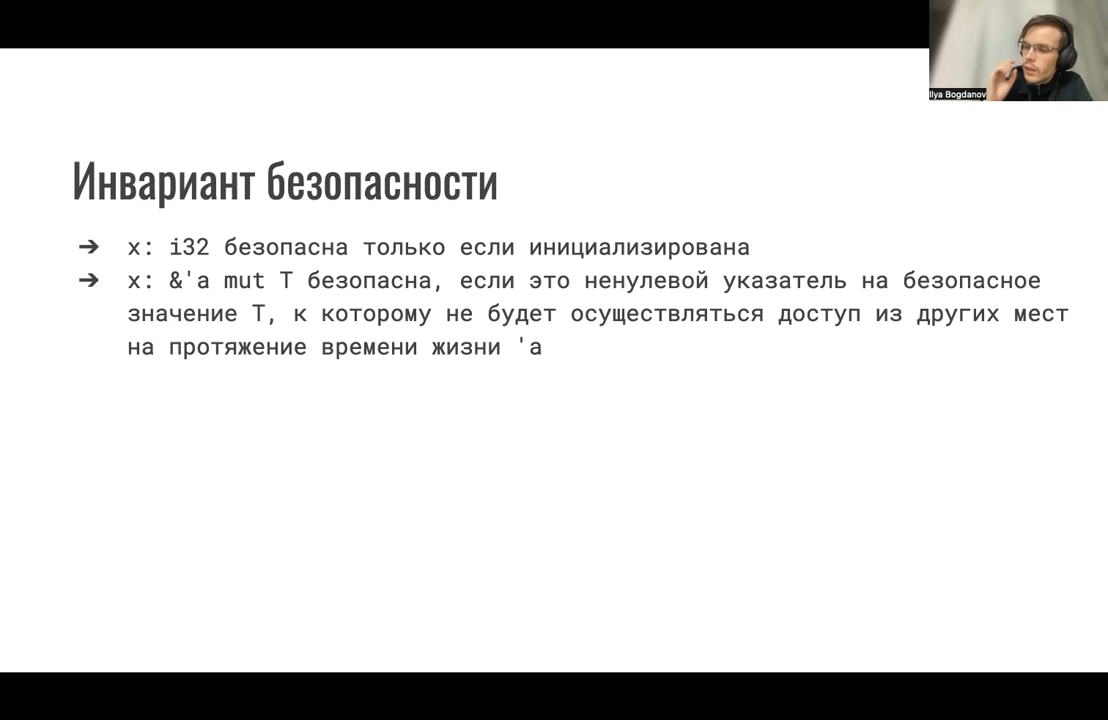 Ilya Bogdanov
Инвариант безопасности
➔ x: i32 безопасна только если инициализирована
➔ x: &'a mut T безопасна, если это ненулевой указатель на безопасное
значение T, к которому не будет осуществляться доступ из других мест
на протяжение времени жизни 'a